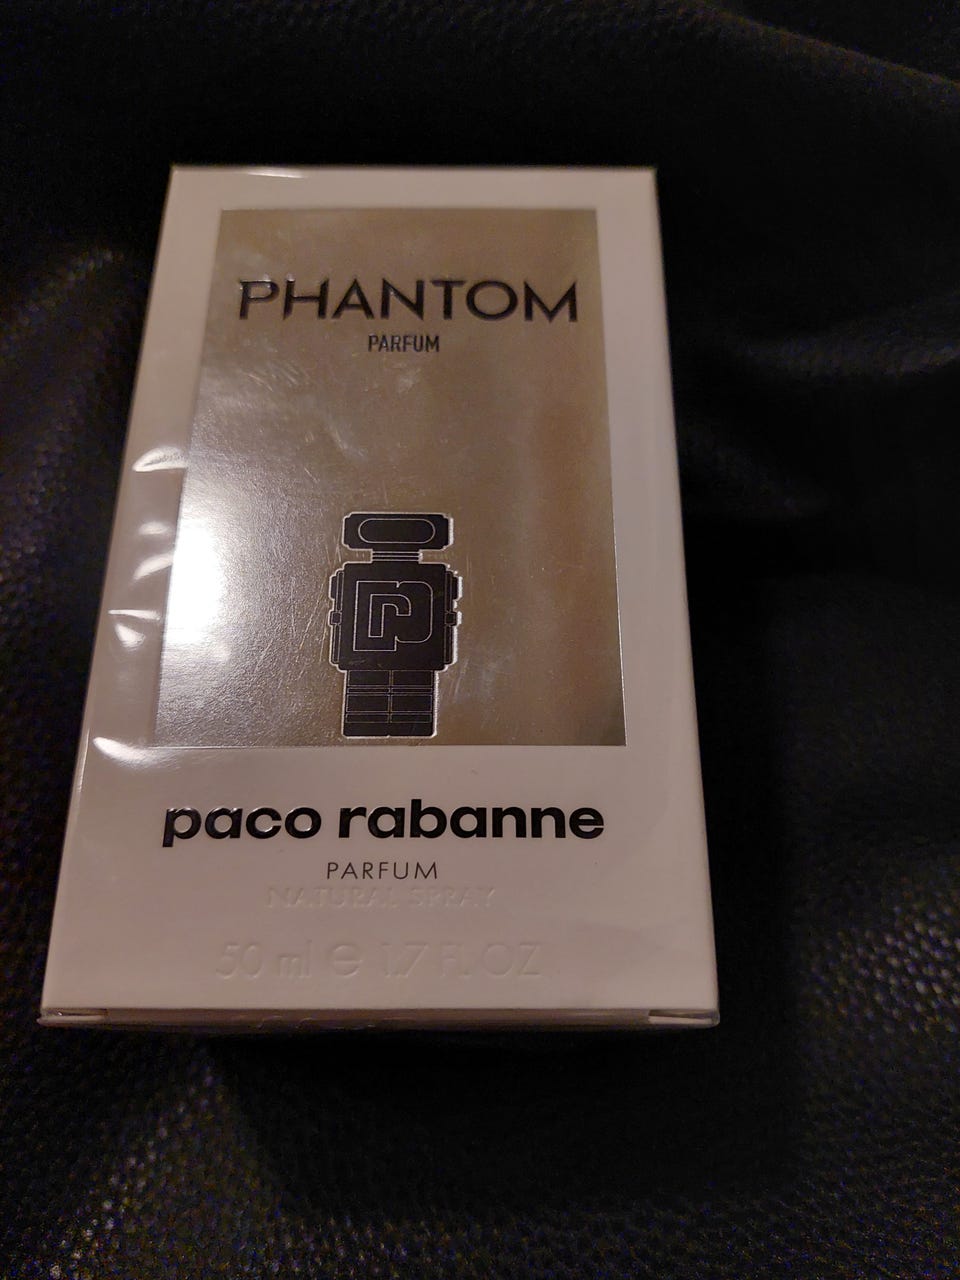 PHANTOM
PARFUM
paco rabanne
PARFUM
NATURAL SPRAY
50 ml ℮ 1.7 FL. OZ